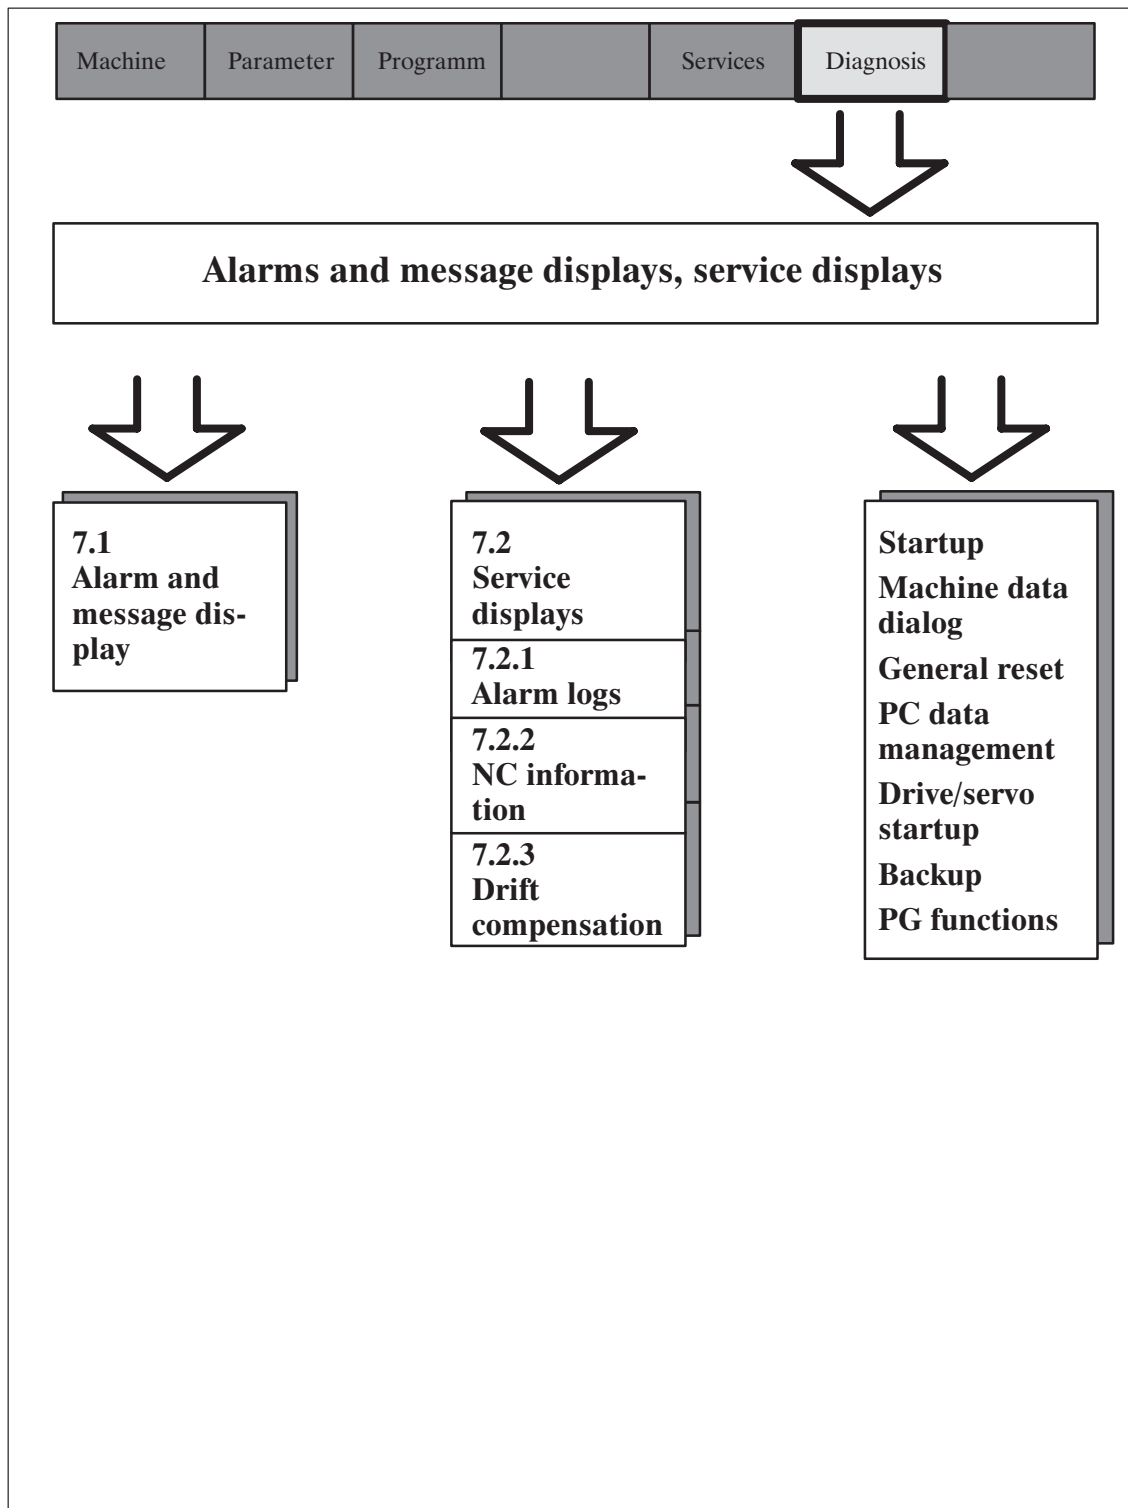 Machine
Parameter
Programm
Services
Diagnosis
Alarms and message displays, service displays
7.1
Alarm and
message dis-
play
7.2
Service
displays
7.2.1
Alarm logs
7.2.2
NC informa-
tion
7.2.3
Drift
compensation
Startup
Machine data
dialog
General reset
PC data
management
Drive/servo
startup
Backup
PG functions